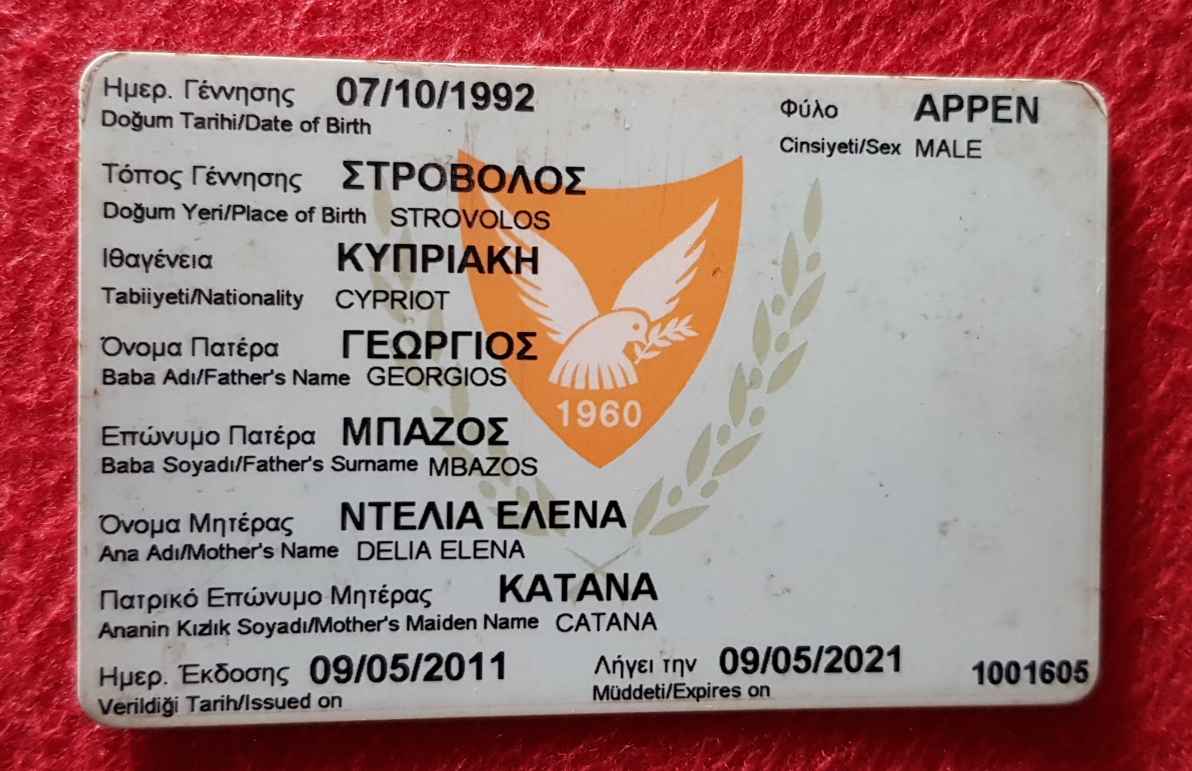 Ημερ. Γέννησης 07/10/1992 Φύλο ΑΡΡΕΝ
Doğum Tarihi/Date of Birth Cinsiyeti/Sex MALE
Τόπος Γέννησης ΣΤΡΟΒΟΛΟΣ
Doğum Yeri/Place of Birth STROVOLOS
Ιθαγένεια ΚΥΠΡΙΑΚΗ
Tabiiyeti/Nationality CYPRIOT
Όνομα Πατέρα ΓΕΩΡΓΙΟΣ
Baba Adı/Father's Name GEORGIOS
1960
Επώνυμο Πατέρα ΜΠΑΖΟΣ
Baba Soyadı/Father's Surname MBAZOS
Όνομα Μητέρας ΝΤΕΛΙΑ ΕΛΕΝΑ
Ana Adı/Mother's Name DELIA ELENA
Πατρικό Επώνυμο Μητέρας ΚΑΤΑΝΑ
Ananin Kızlık Soyadı/Mother's Maiden Name CATANA
Ημερ. Έκδοσης 09/05/2011 Λήγει την 09/05/2021 1001605
Verildiği Tarih/Issued on Müddeti/Expires on